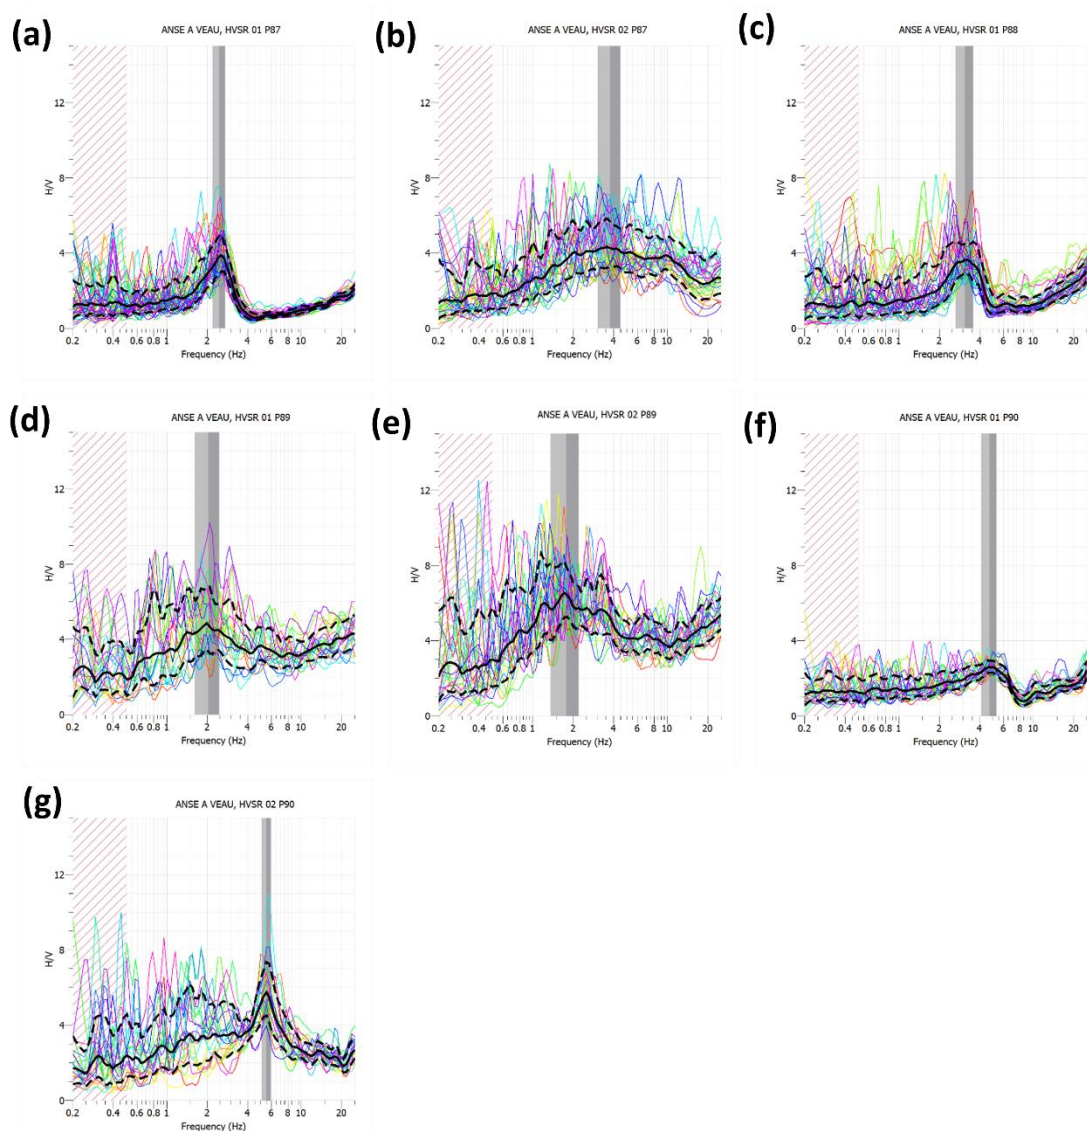 (a)
ANSE A VEAU, HVSR 01 P87
H/V
12
8
4
0
0.2 0.4 0.6 0.8 1 2 4 6 8 10 20
Frequency (Hz)
(b)
ANSE A VEAU, HVSR 02 P87
H/V
12
8
4
0
0.2 0.4 0.6 0.8 1 2 4 6 8 10 20
Frequency (Hz)
(c)
ANSE A VEAU, HVSR 01 P88
H/V
12
8
4
0
0.2 0.4 0.6 0.8 1 2 4 6 8 10 20
Frequency (Hz)
(d)
ANSE A VEAU, HVSR 01 P89
H/V
12
8
4
0
0.2 0.4 0.6 0.8 1 2 4 6 8 10 20
Frequency (Hz)
(e)
ANSE A VEAU, HVSR 02 P89
H/V
12
8
4
0
0.2 0.4 0.6 0.8 1 2 4 6 8 10 20
Frequency (Hz)
(f)
ANSE A VEAU, HVSR 01 P90
H/V
12
8
4
0
0.2 0.4 0.6 0.8 1 2 4 6 8 10 20
Frequency (Hz)
(g)
ANSE A VEAU, HVSR 02 P90
H/V
12
8
4
0
0.2 0.4 0.6 0.8 1 2 4 6 8 10 20
Frequency (Hz)